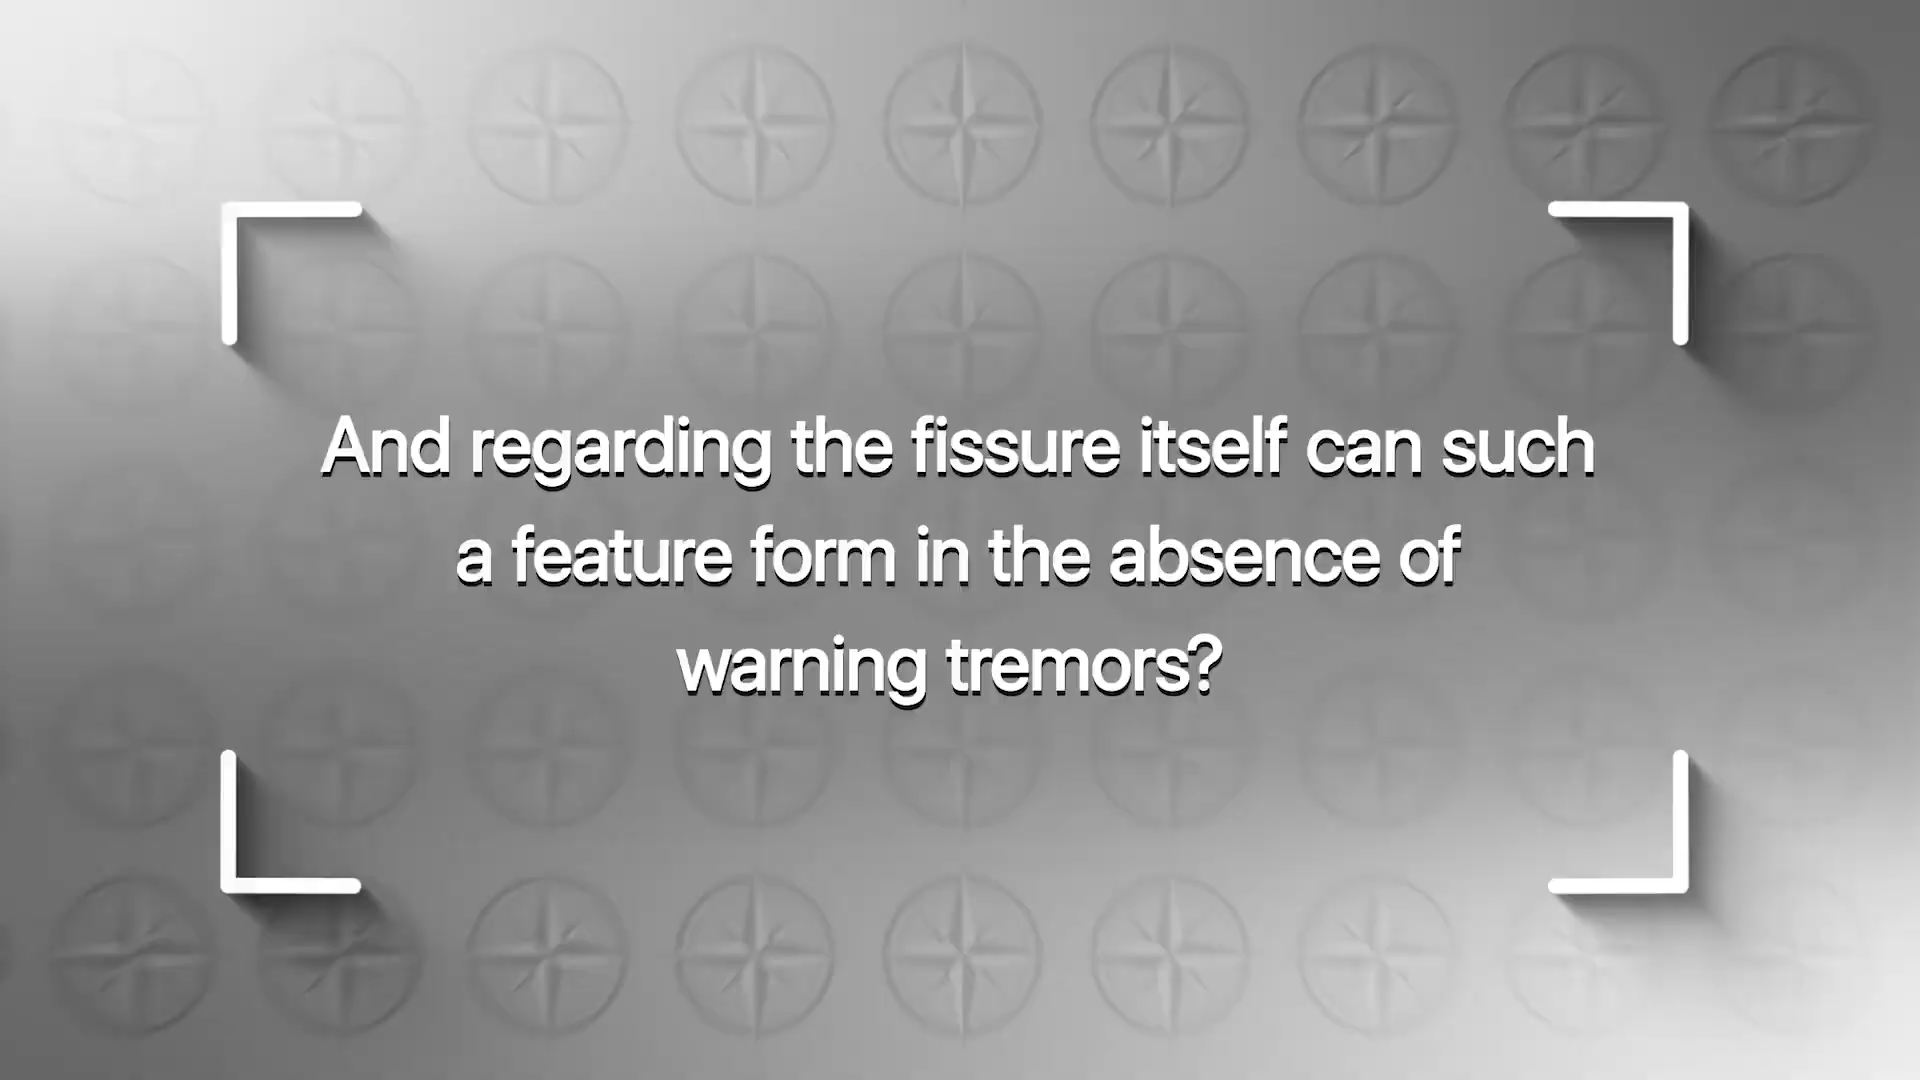 And regarding the fissure itself can such
a feature form in the absence of
warning tremors?